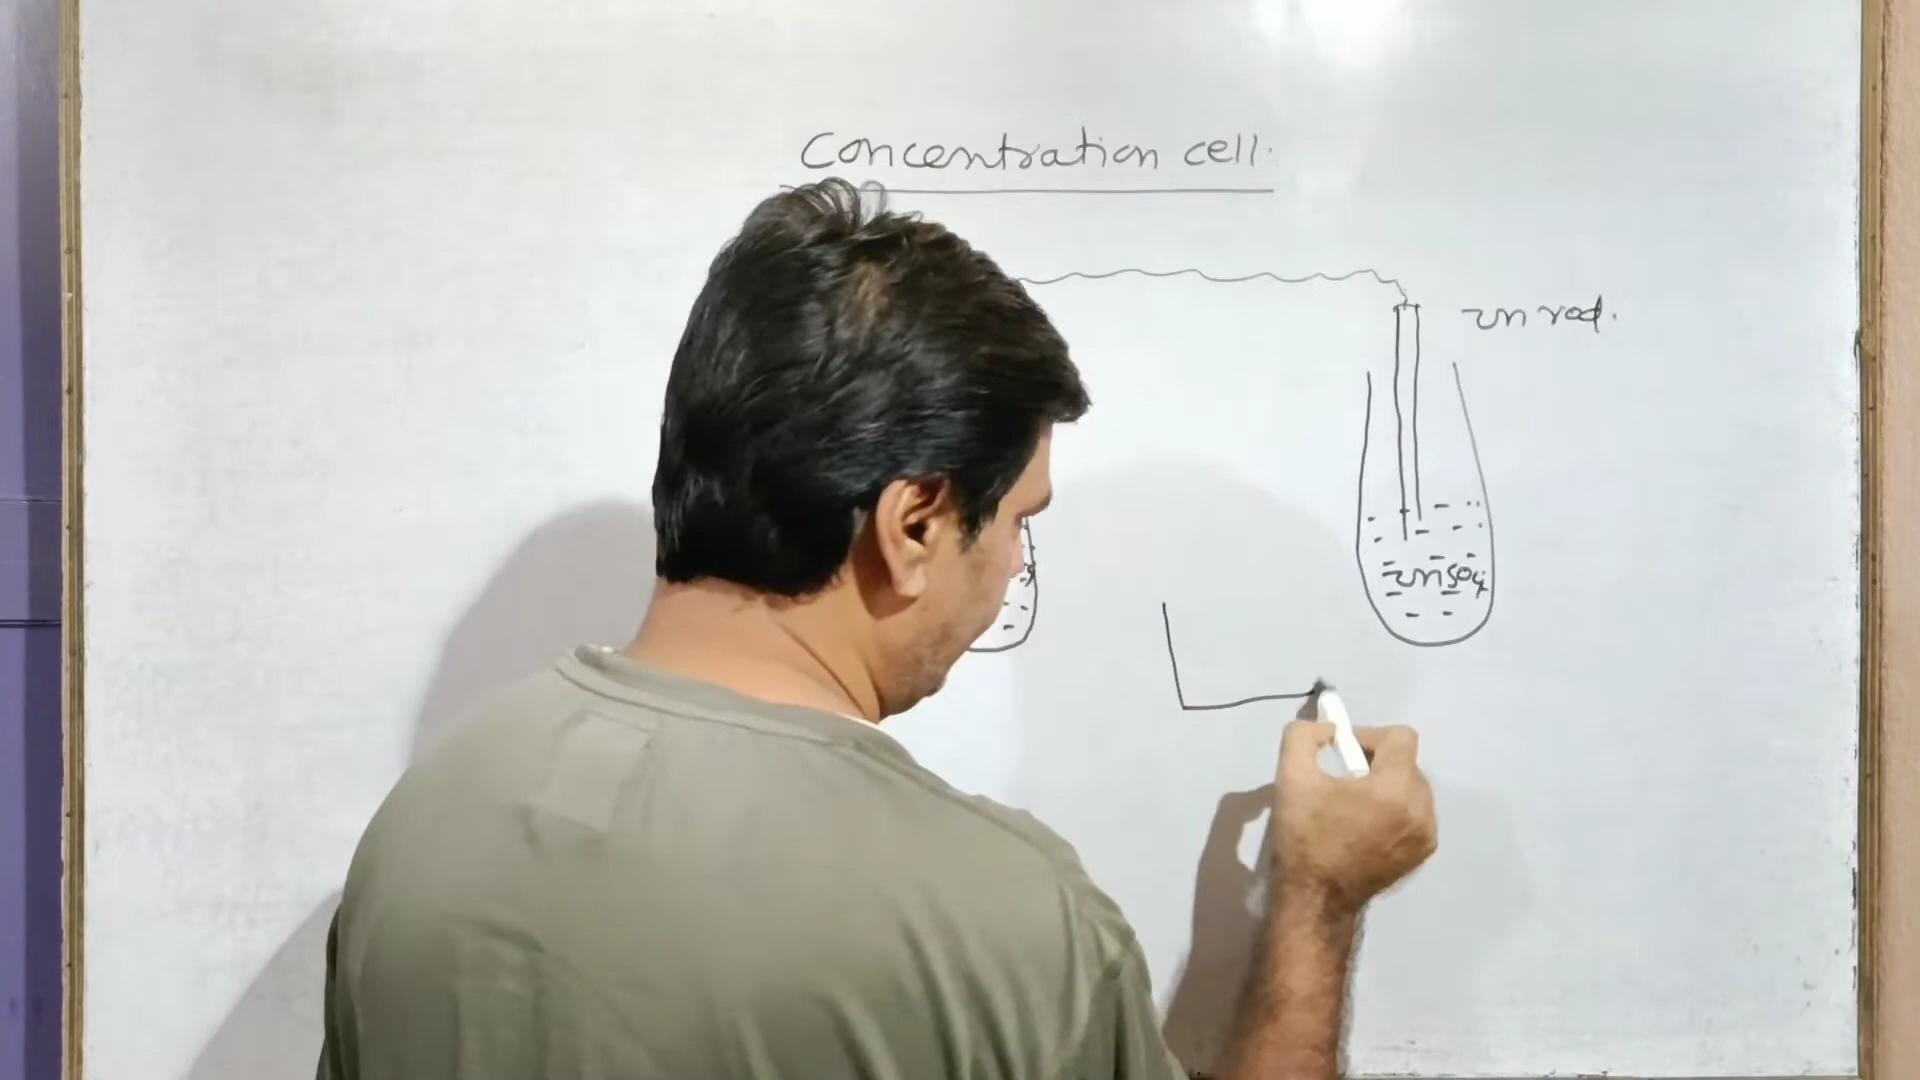 Concentration cell.
zn rod.
znso4